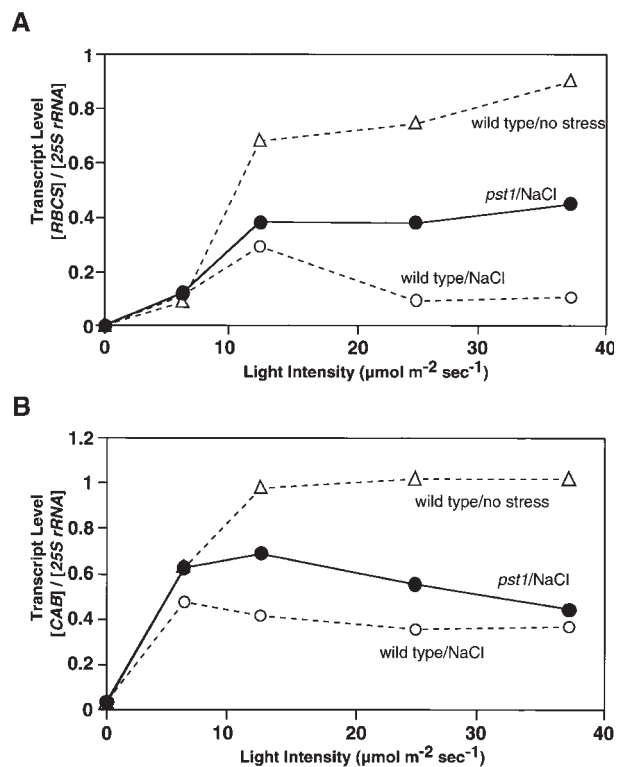 A
1
0.8
0.6
0.4
0.2
0
Transcript Level
[RBCS] / [25S rRNA]
wild type/no stress
pst1/NaCl
wild type/NaCl
0 10 20 30 40
Light Intensity (µmol m-2 sec-1)
B
1.2
1
0.8
0.6
0.4
0.2
0
Transcript Level
[CAB] / [25S rRNA]
wild type/no stress
pst1/NaCl
wild type/NaCl
0 10 20 30 40
Light Intensity (µmol m-2 sec-1)